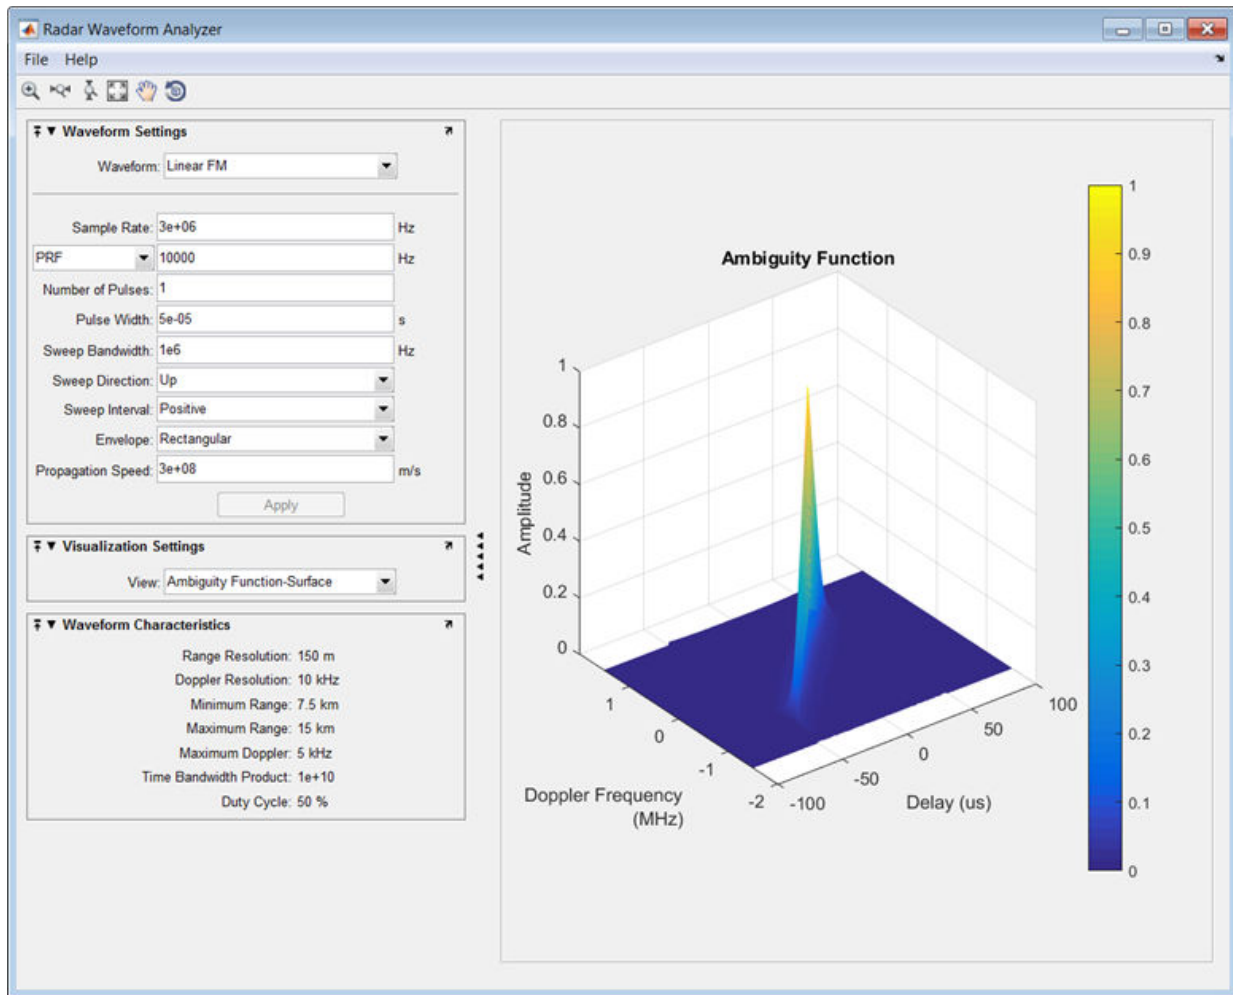 Radar Waveform Analyzer
File Help
Waveform Settings
Waveform: Linear FM
Sample Rate: 3e+06 Hz
PRF 10000 Hz
Number of Pulses: 1
Pulse Width: 5e-05 s
Sweep Bandwidth: 1e6 Hz
Sweep Direction: Up
Sweep Interval: Positive
Envelope: Rectangular
Propagation Speed: 3e+08 m/s
Apply
Visualization Settings
View: Ambiguity Function-Surface
Waveform Characteristics
Range Resolution: 150 m
Doppler Resolution: 10 kHz
Minimum Range: 7.5 km
Maximum Range: 15 km
Maximum Doppler: 5 kHz
Time Bandwidth Product: 1e+10
Duty Cycle: 50 %
Ambiguity Function
Amplitude
1
0.8
0.6
0.4
0.2
0
1
0
-1
-2
Doppler Frequency
(MHz)
-100
-50
0
50
100
Delay (us)
1
0.9
0.8
0.7
0.6
0.5
0.4
0.3
0.2
0.1
0